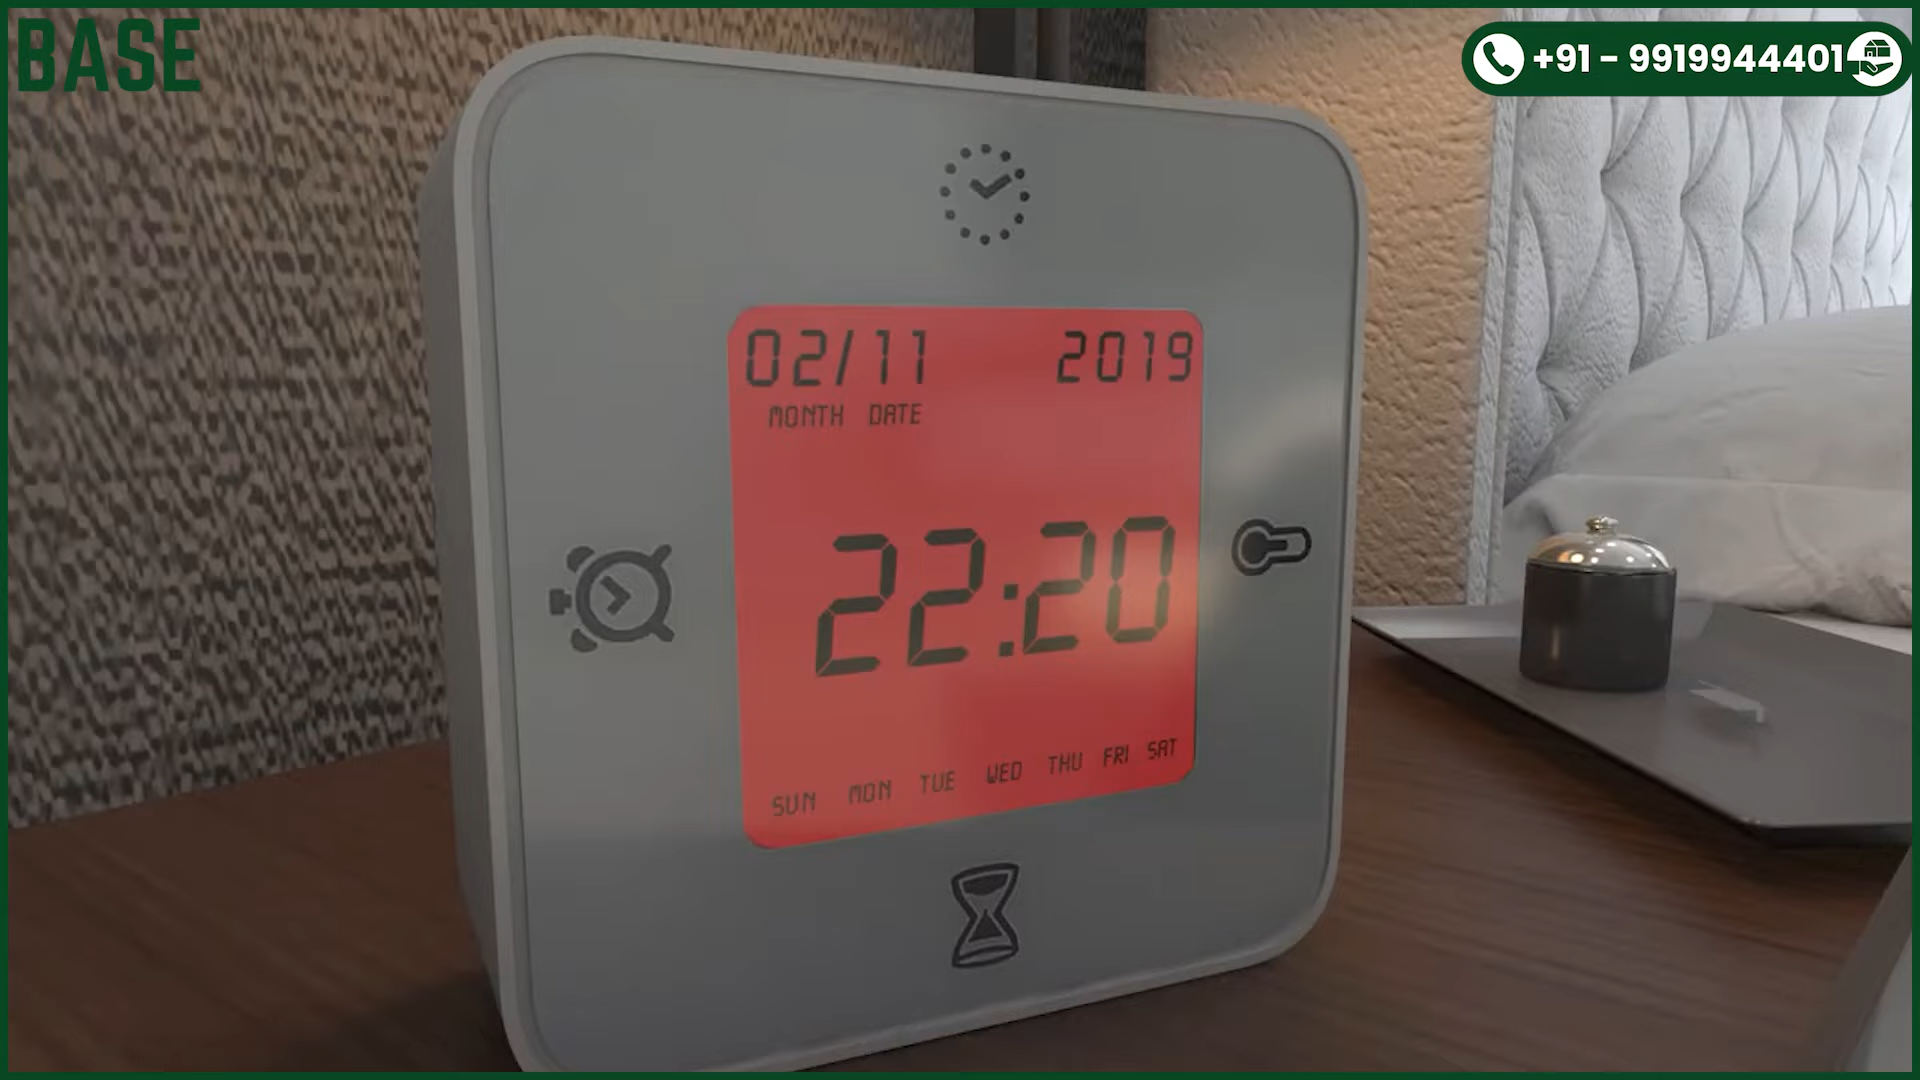 BASE
+91 - 9919944401
02/11 2019
MONTH DATE
22:20
SUN MON TUE WED THU FRI SAT